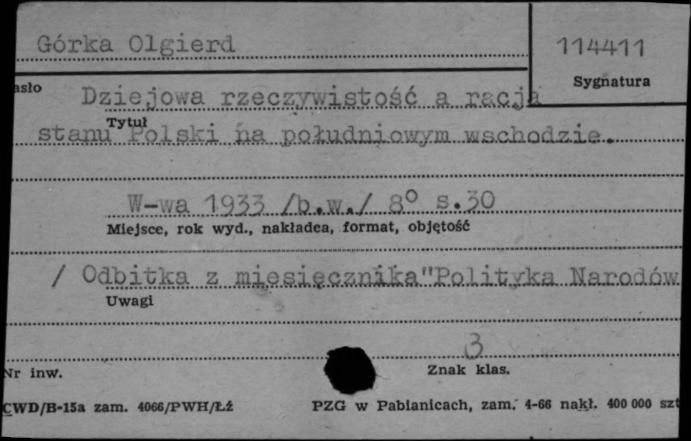 Górka Olgierd
114411
Sygnatura
asło
Dziejowa rzeczywistość a racja
Tytuł
stanu Polski na południowym wschodzie.
W-wa 1933 /b.w./ 8° s.30
Miejsce, rok wyd., nakładca, format, objętość
/ Odbitka z miesięcznika"Polityka Narodów
Uwagi
3
Nr inw.
Znak klas.
CWD/B-15a zam. 4066/PWH/Łź
PZG w Pabianicach, zam. 4-66 nakł. 400 000 szt